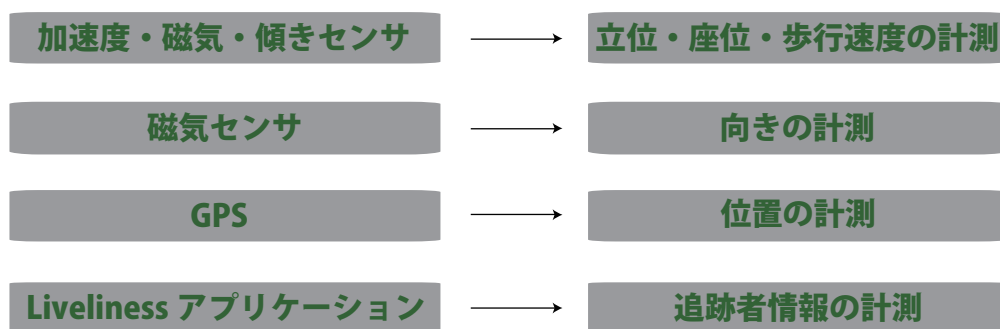 加速度・磁気・傾きセンサ
立位・座位・歩行速度の計測
磁気センサ
向きの計測
GPS
位置の計測
Liveliness アプリケーション
追跡者情報の計測